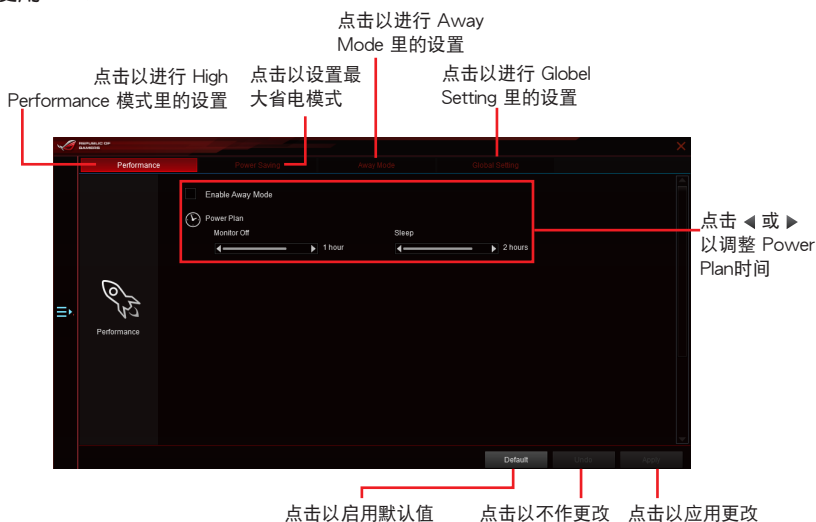 点击以进行 Away
Mode 里的设置
点击以进行 High
Performance 模式里的设置
点击以设置最
大省电模式
点击以进行 Globel
Setting 里的设置
REPUBLIC OF
GAMERS
Performance
Power Saving
Away Mode
Global Setting
Enable Away Mode
Power Plan
Monitor Off
Sleep
1 hour
2 hours
点击 ◀ 或 ▶
以调整 Power
Plan时间
Performance
Default
Undo
Apply
点击以启用默认值
点击以不作更改
点击以应用更改